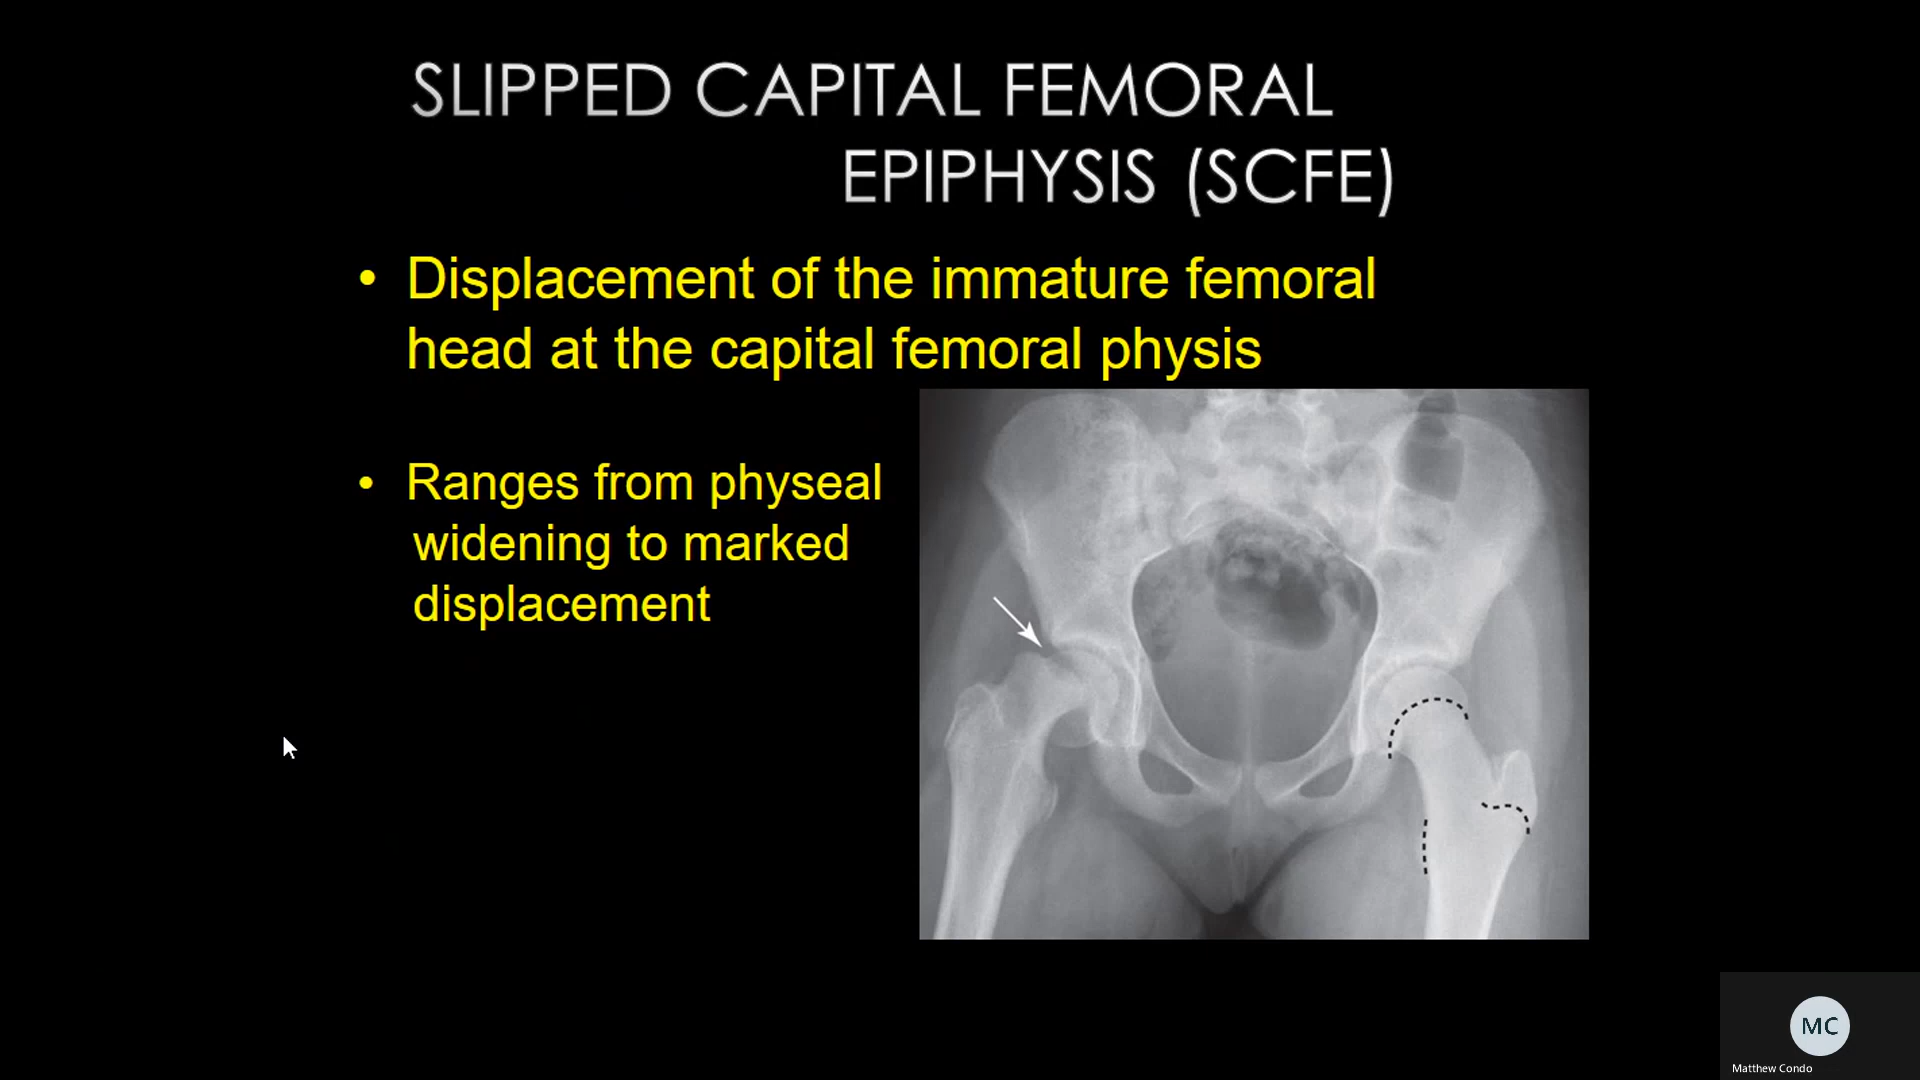 SLIPPED CAPITAL FEMORAL
EPIPHYSIS (SCFE)
• Displacement of the immature femoral
head at the capital femoral physis
• Ranges from physeal
widening to marked
displacement
MC
Matthew Condo